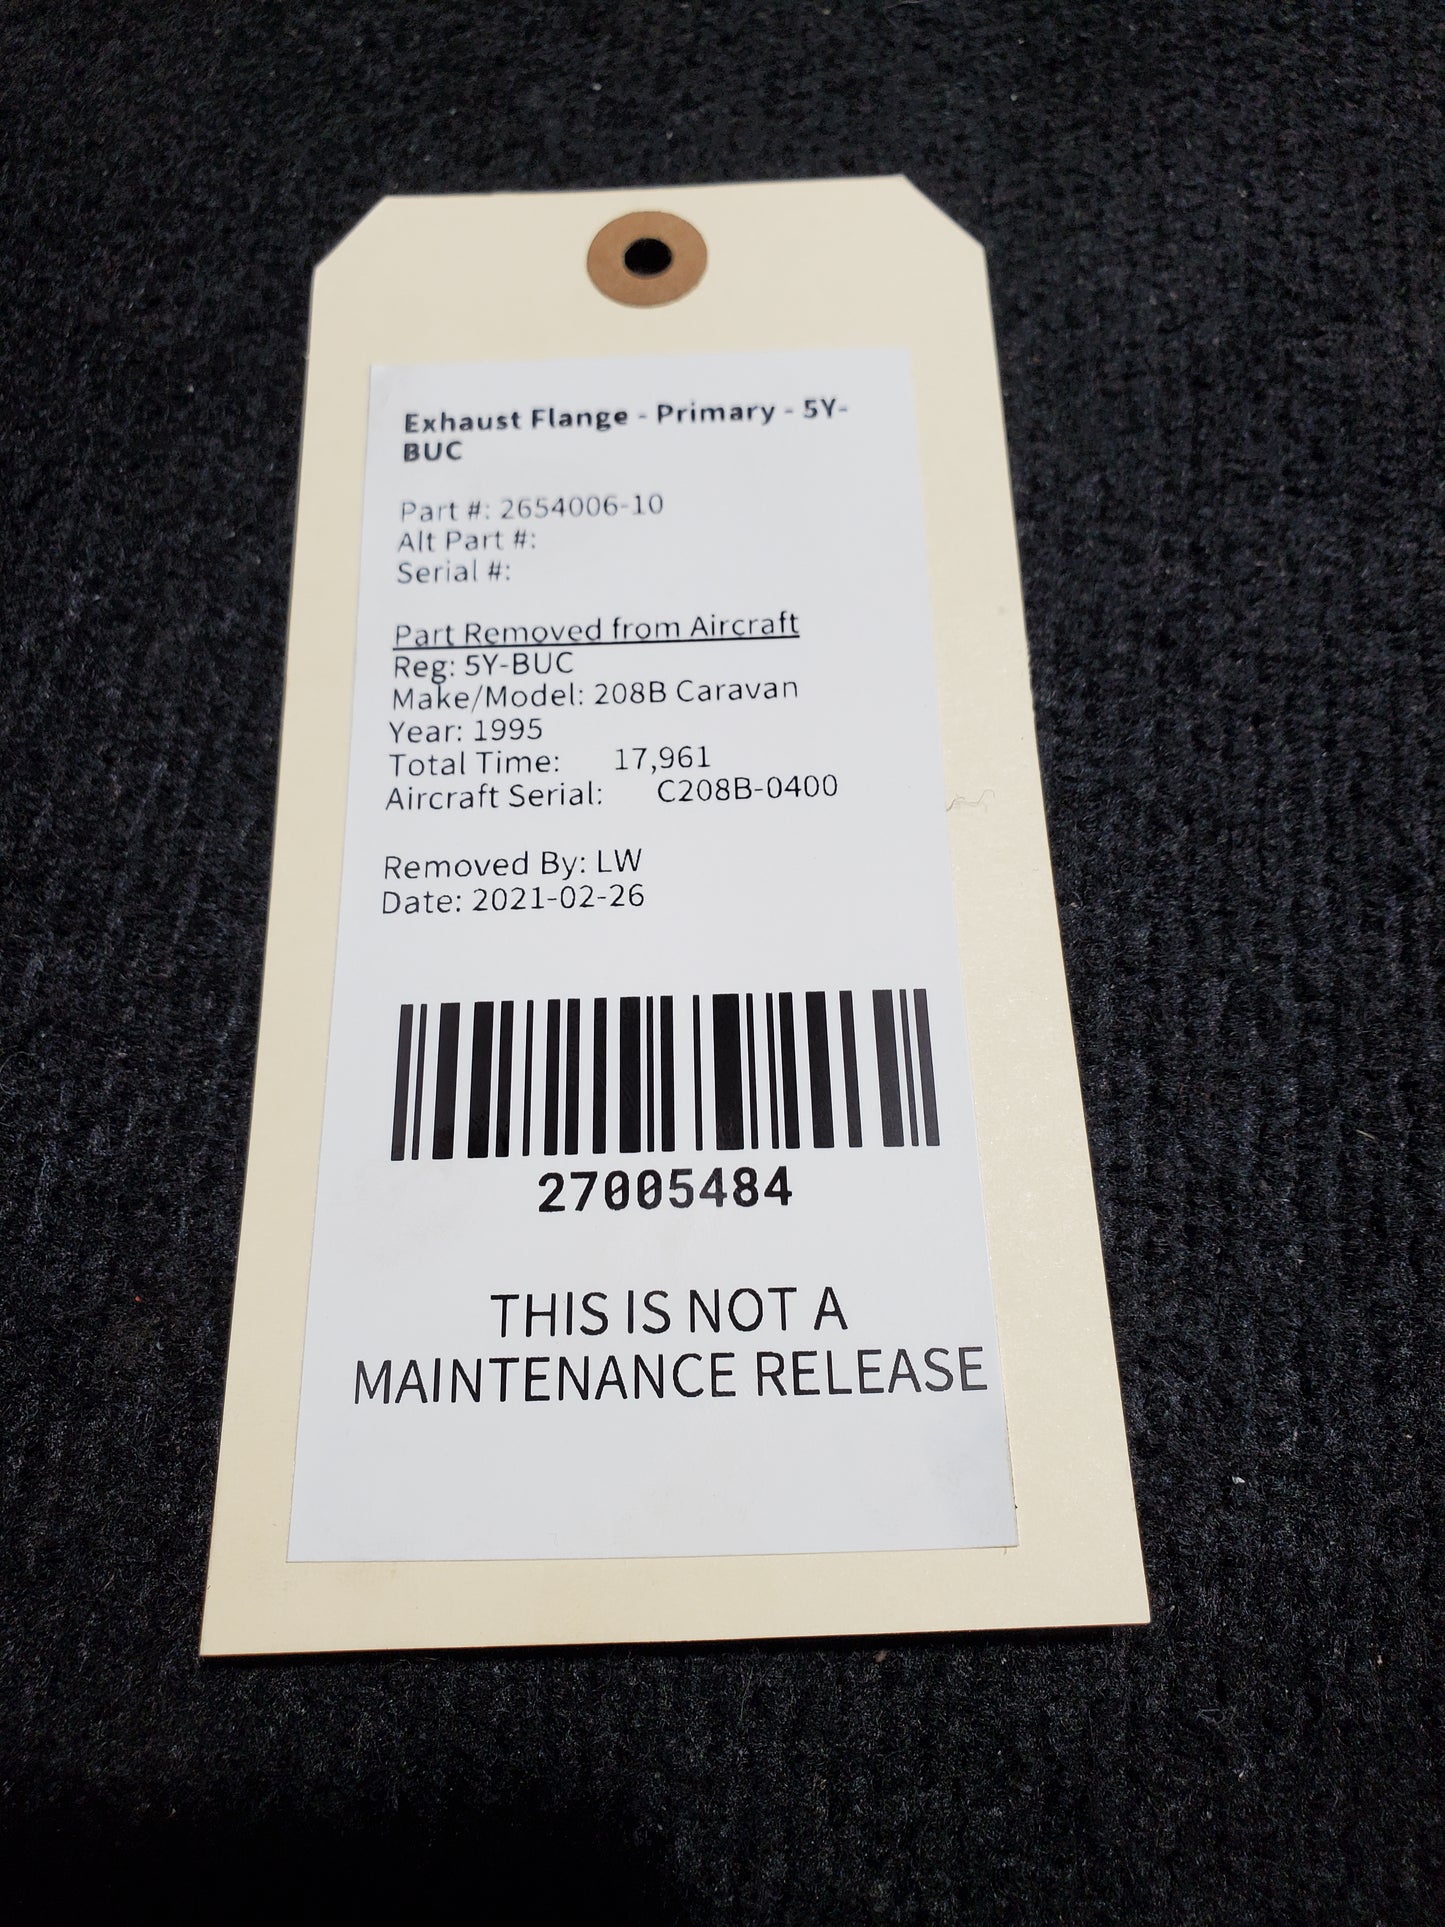 Exhaust Flange - Primary - 5Y-
BUC
Part #: 2654006-10
Alt Part #:
Serial #:
Part Removed from Aircraft
Reg: 5Y-BUC
Make/Model: 208B Caravan
Year: 1995
Total Time: 17,961
Aircraft Serial: C208B-0400
Removed By: LW
Date: 2021-02-26
27005484
THIS IS NOT A
MAINTENANCE RELEASE